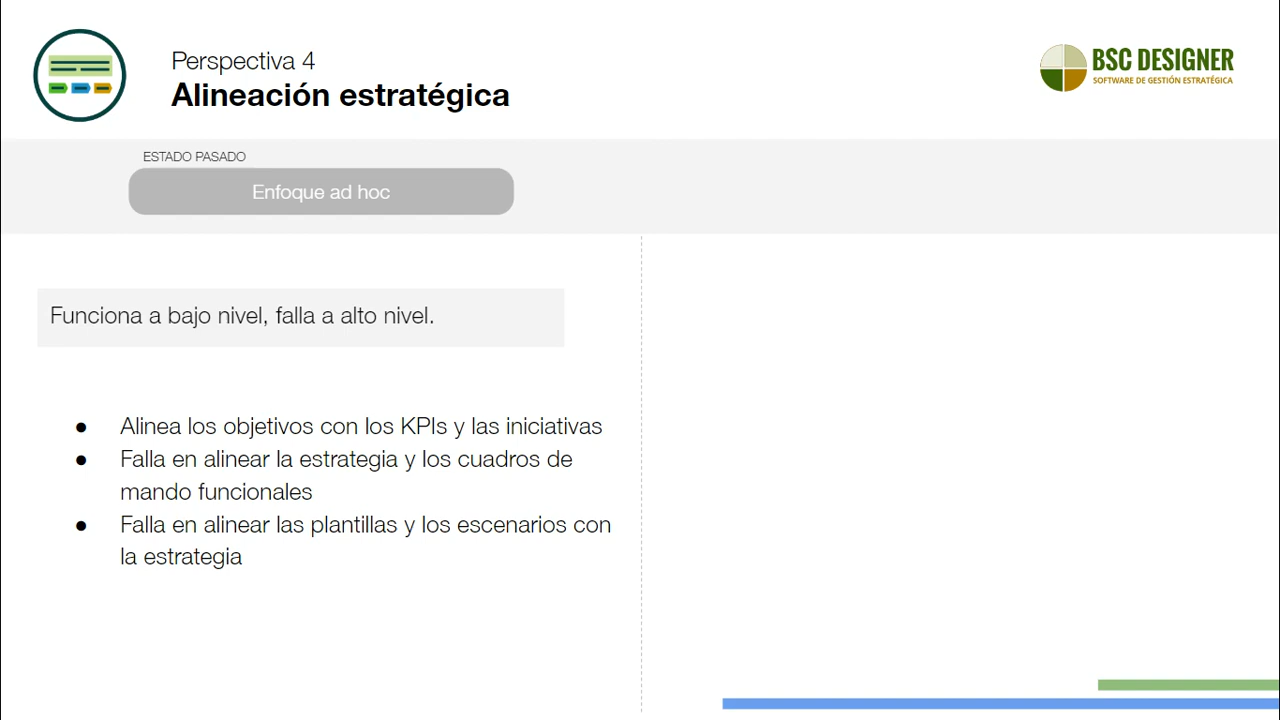 Perspectiva 4
Alineación estratégica
BSC DESIGNER
SOFTWARE DE GESTIÓN ESTRATÉGICA
ESTADO PASADO
Enfoque ad hoc
Funciona a bajo nivel, falla a alto nivel.
● Alinea los objetivos con los KPIs y las iniciativas
● Falla en alinear la estrategia y los cuadros de
mando funcionales
● Falla en alinear las plantillas y los escenarios con
la estrategia